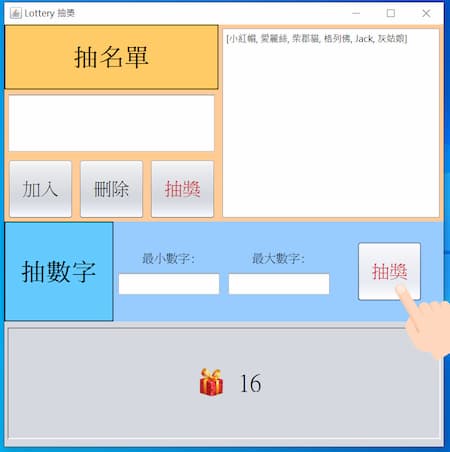 Lottery 抽獎
抽名單
[小紅帽, 愛麗絲, 柴郡貓, 格列佛, Jack, 灰姑娘]
加入
刪除
抽獎
抽數字
最小數字:
最大數字:
抽獎
16